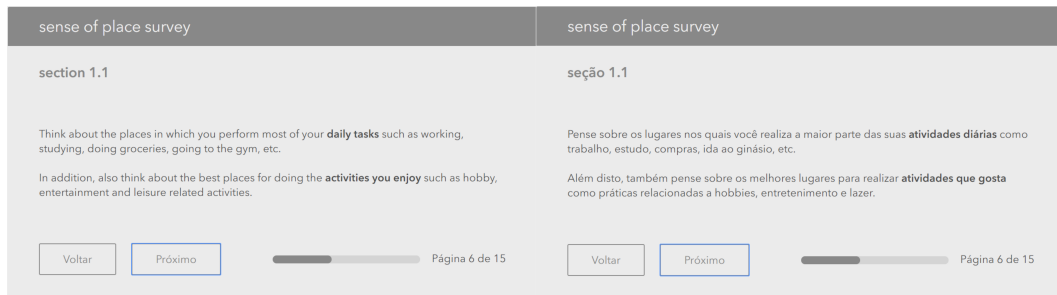 sense of place survey
section 1.1
Think about the places in which you perform most of your daily tasks such as working,
studying, doing groceries, going to the gym, etc.
In addition, also think about the best places for doing the activities you enjoy such as hobby,
entertainment and leisure related activities.
Voltar
Próximo
Página 6 de 15
sense of place survey
seção 1.1
Pense sobre os lugares nos quais você realiza a maior parte das suas atividades diárias como
trabalho, estudo, compras, ida ao ginásio, etc.
Além disto, também pense sobre os melhores lugares para realizar atividades que gosta
como práticas relacionadas a hobbies, entretenimento e lazer.
Voltar
Próximo
Página 6 de 15